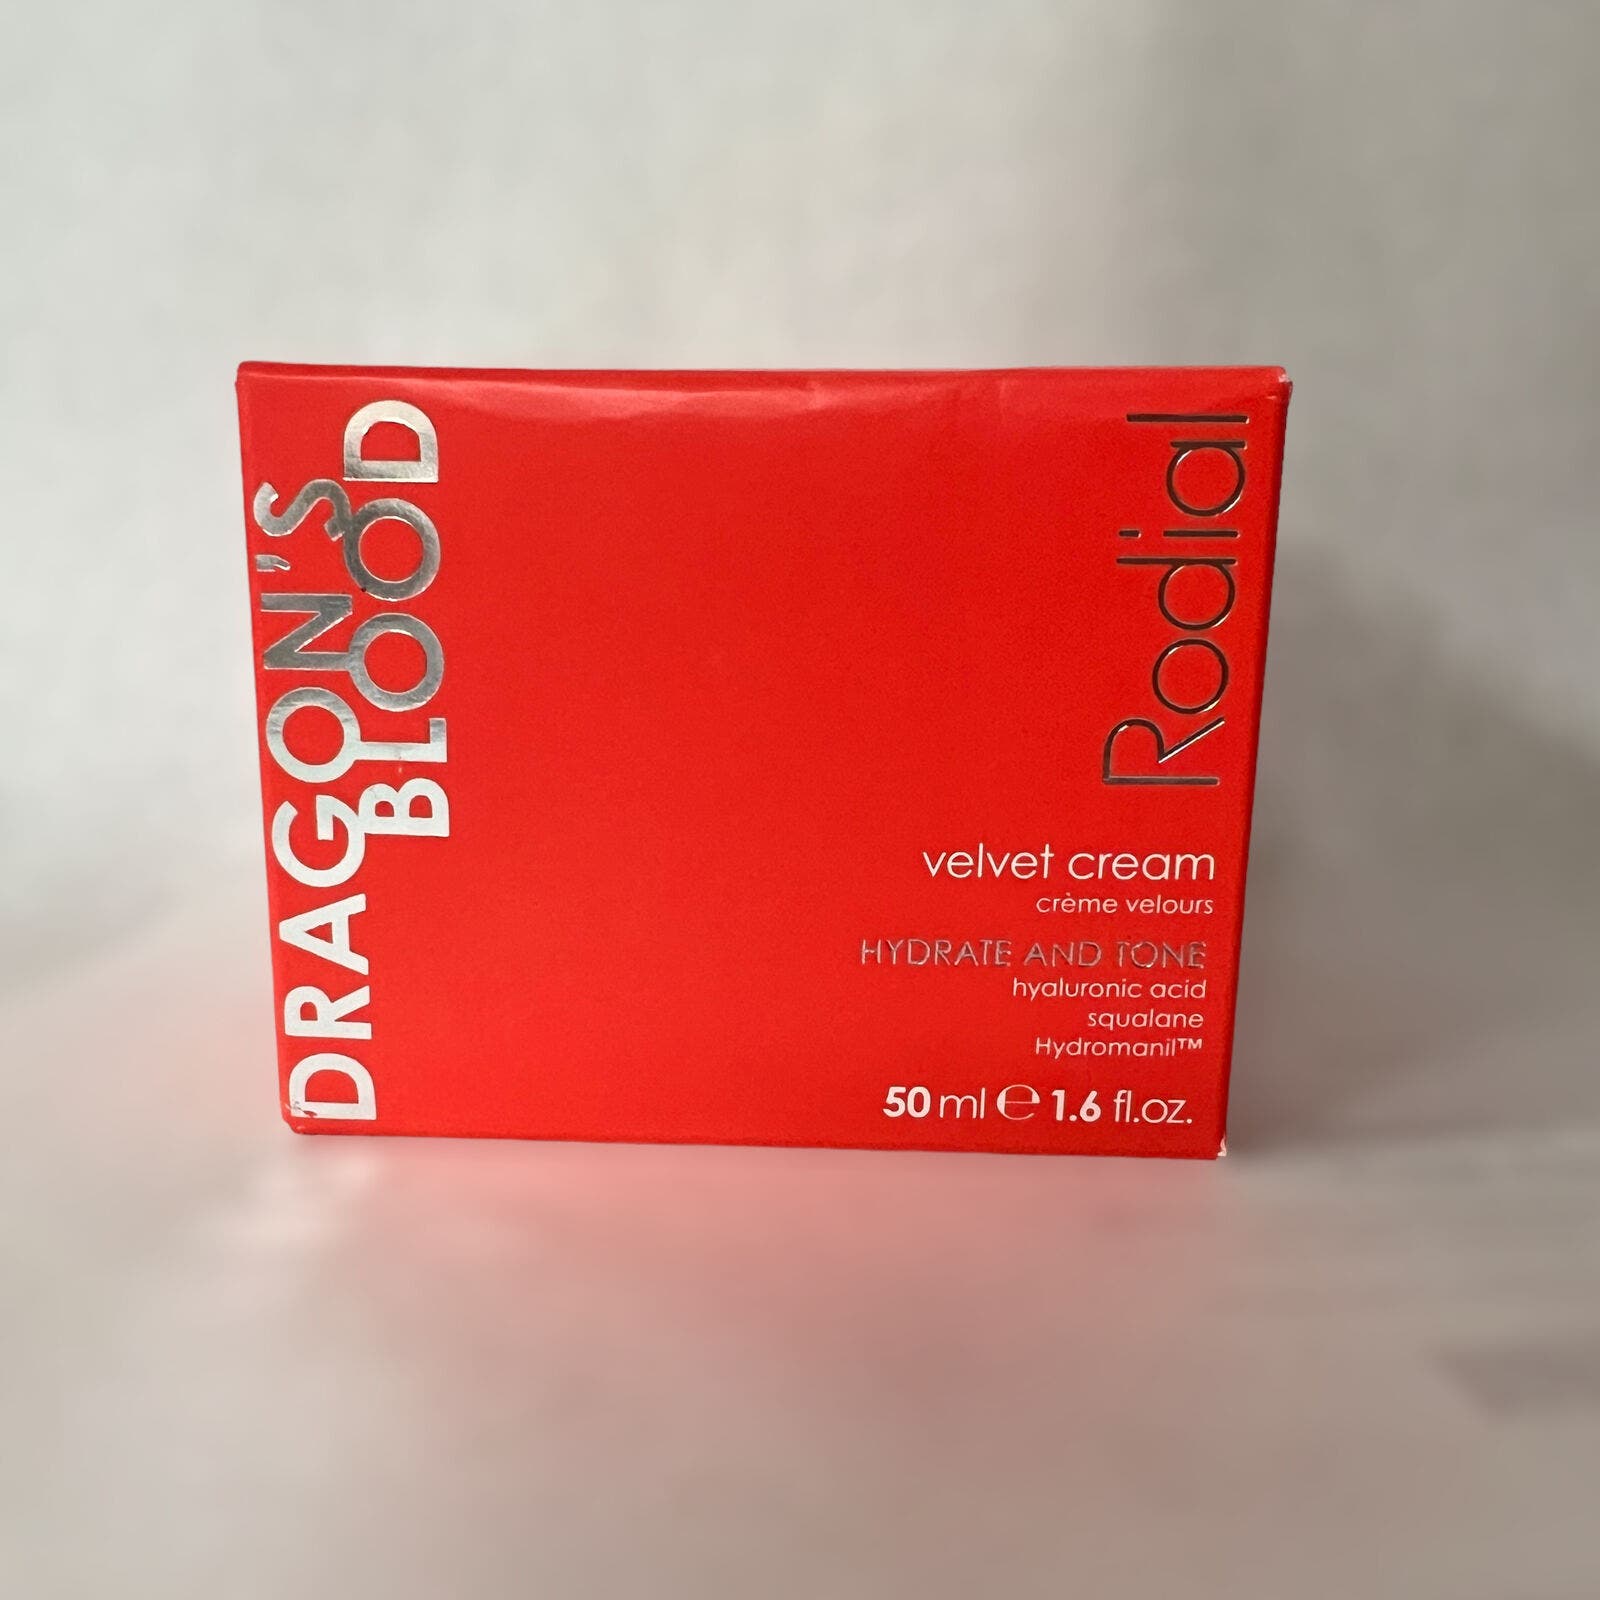 DRAGON'S
BLOOD
Rodial
velvet cream
crème velours
HYDRATE AND TONE
hyaluronic acid
squalane
Hydromanil™
50 ml ℮ 1.6 fl.oz.